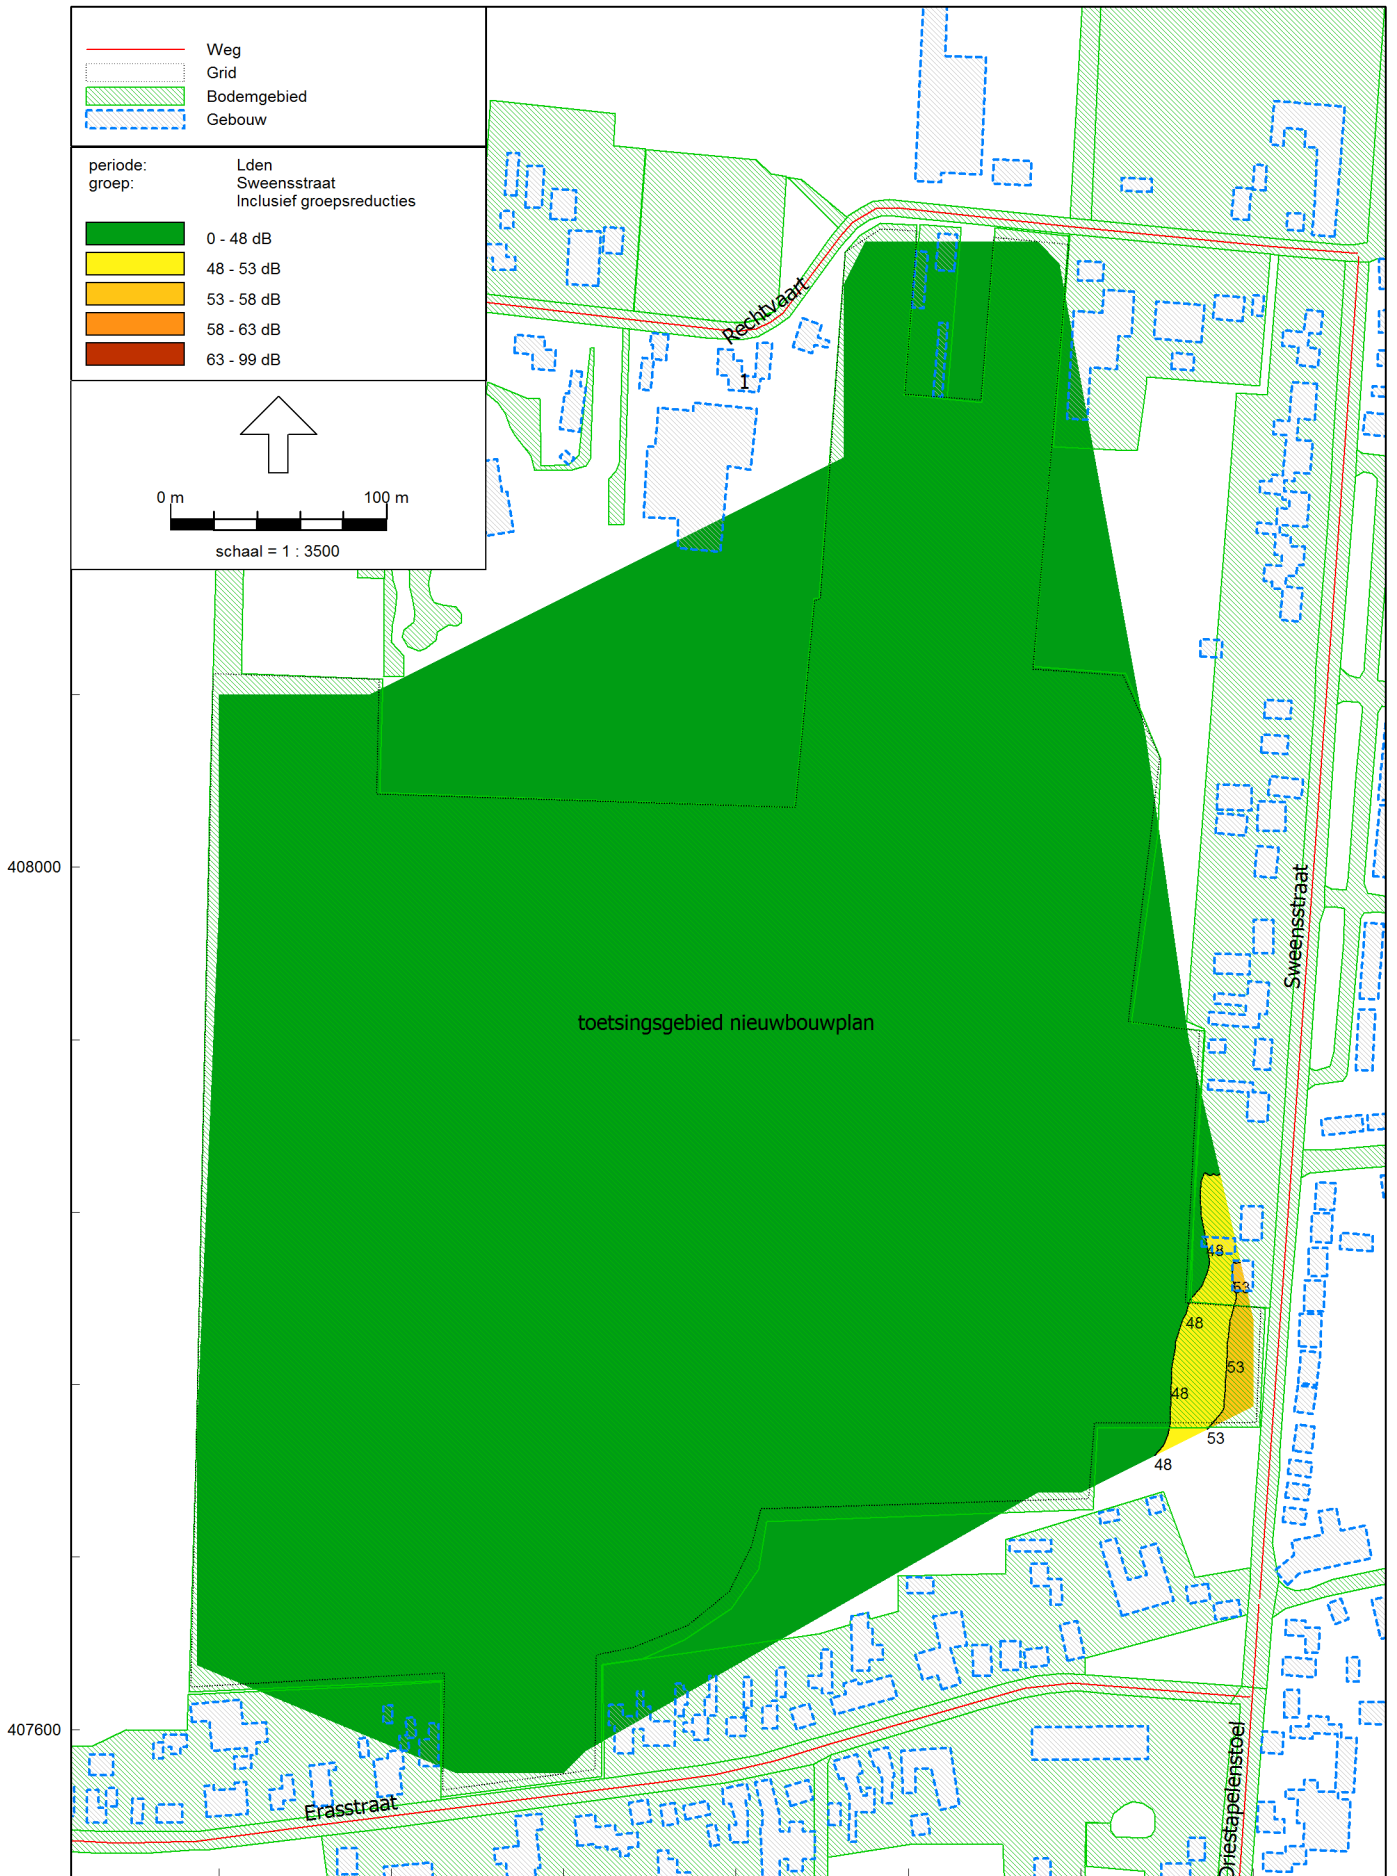 Weg
Grid
Bodemgebied
Gebouw
periode: Lden
groep: Sweensstraat
Inclusief groepsreducties
0 - 48 dB
48 - 53 dB
53 - 58 dB
58 - 63 dB
63 - 99 dB
0 m 100 m
schaal = 1 : 3500
Rechtvaart
1
408000
Sweensstraat
toetsingsgebied nieuwbouwplan
48
53
48
53
48
53
48
407600
Erasstraat
Driestapelenstoel